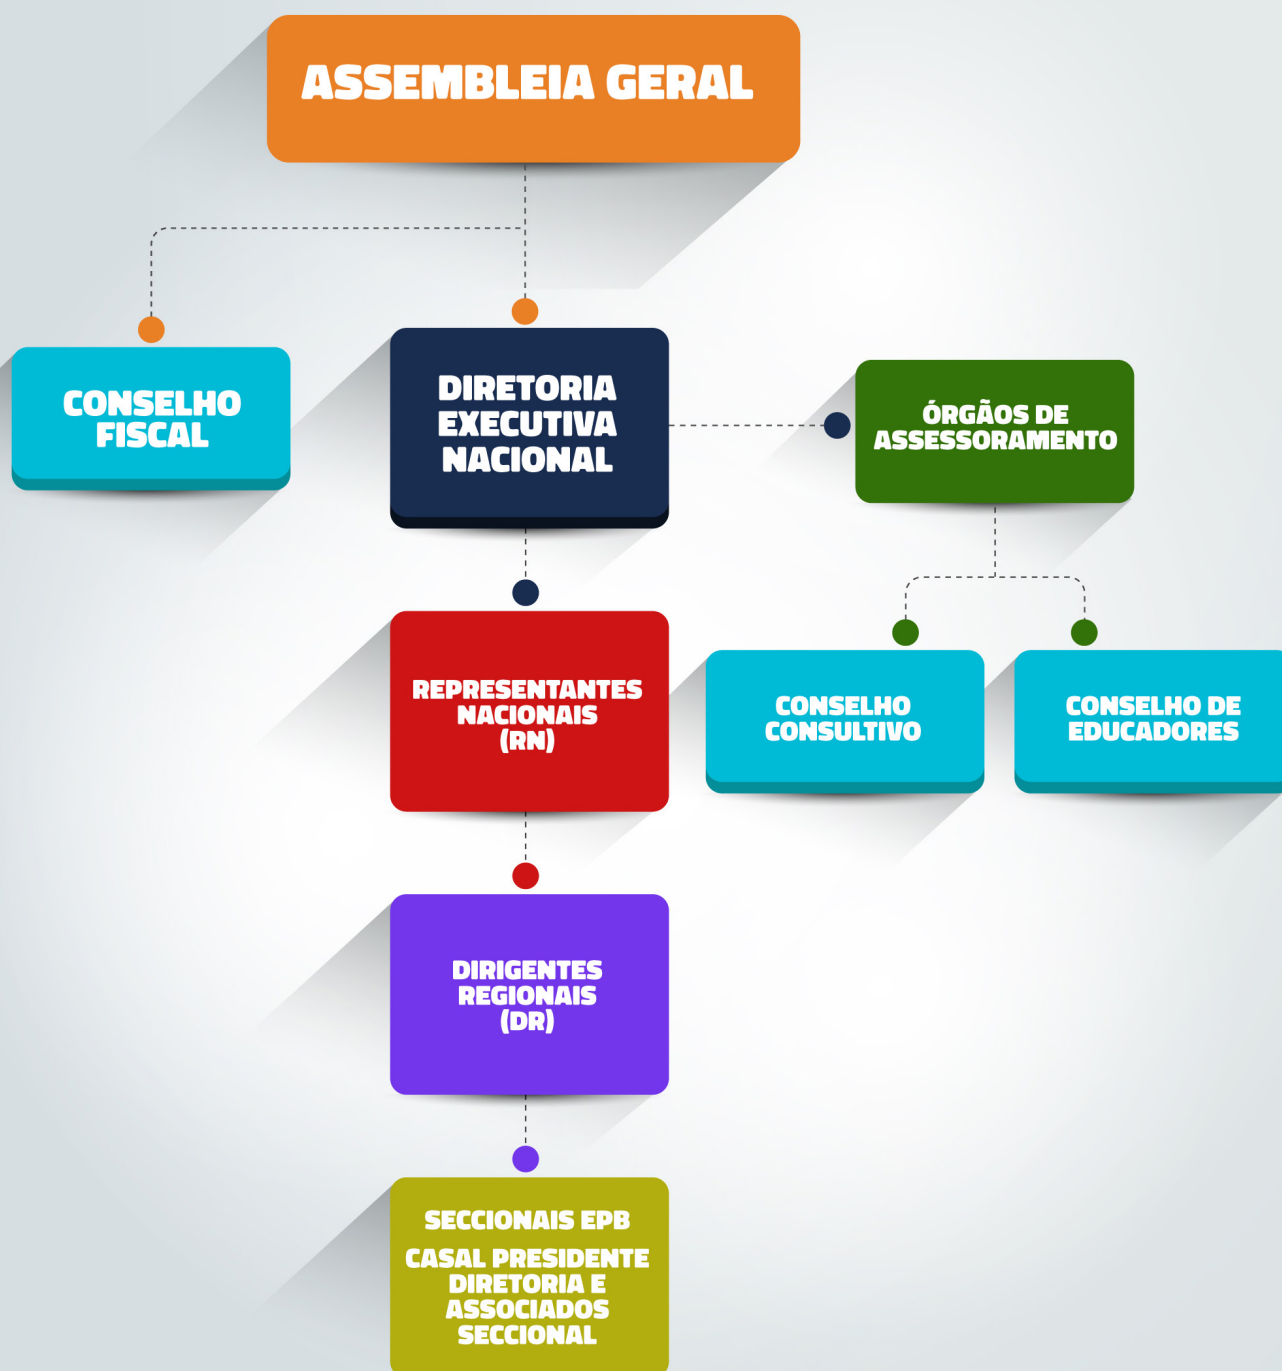 ASSEMBLEIA GERAL
CONSELHO
FISCAL
DIRETORIA
EXECUTIVA
NACIONAL
ÓRGÃOS DE
ASSESSORAMENTO
REPRESENTANTES
NACIONAIS
(RN)
CONSELHO
CONSULTIVO
CONSELHO DE
EDUCADORES
DIRIGENTES
REGIONAIS
(DR)
SECCIONAIS EPB
CASAL PRESIDENTE
DIRETORIA E
ASSOCIADOS
SECCIONAL